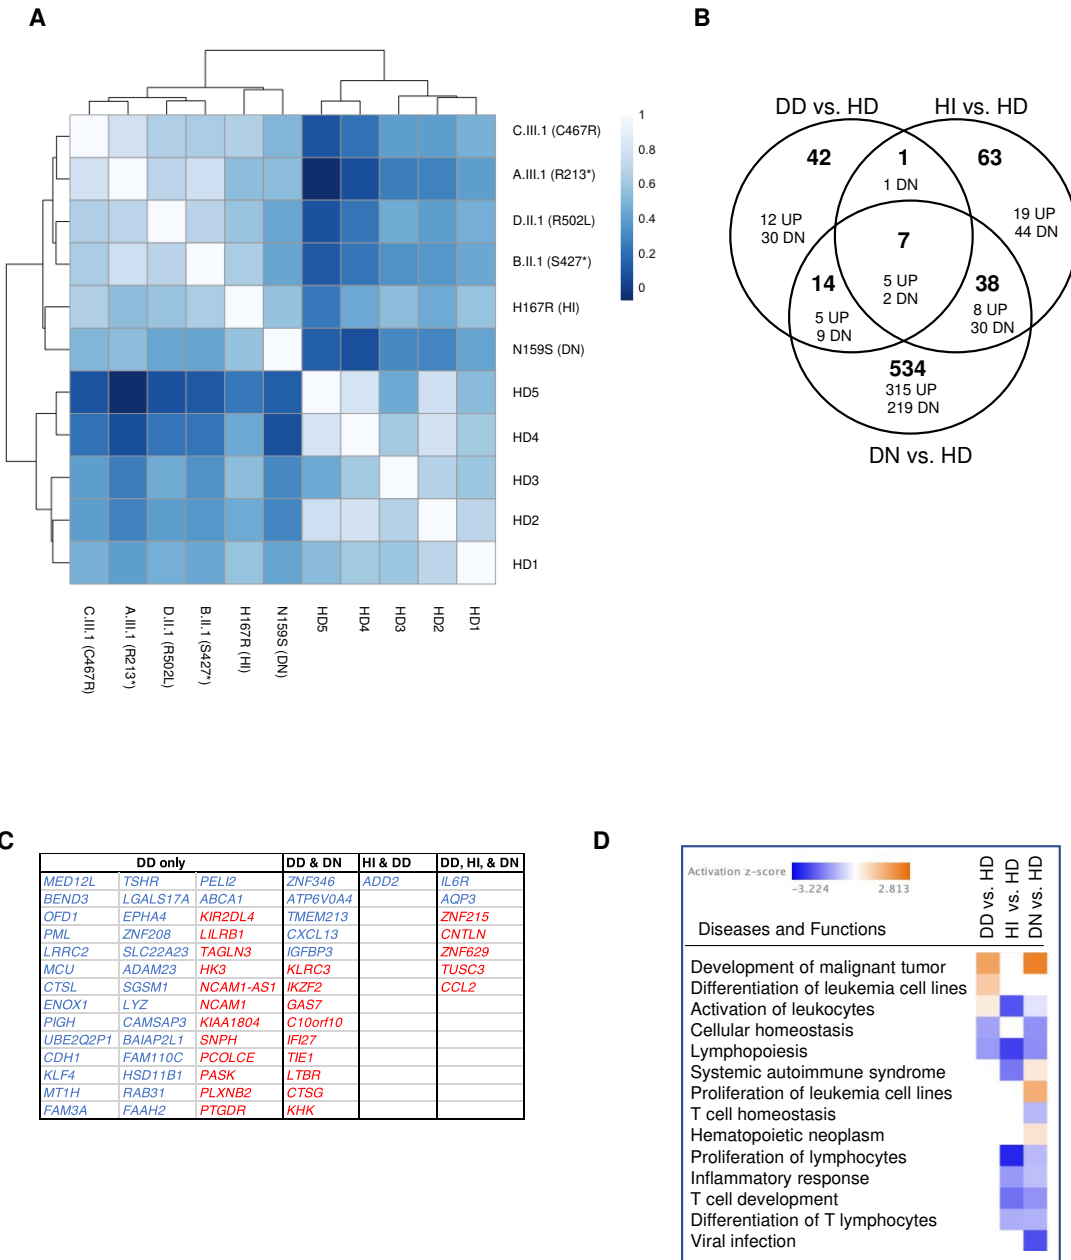 A
C.III.1 (C467R)
A.III.1 (R213*)
D.II.1 (R502L)
B.II.1 (S427*)
H167R (HI)
N159S (DN)
HD5
HD4
HD3
HD2
HD1
1
0.8
0.6
0.4
0.2
0
C.III.1 (C467R)
A.III.1 (R213*)
D.II.1 (R502L)
B.II.1 (S427*)
H167R (HI)
N159S (DN)
HD5
HD4
HD3
HD2
HD1
B
DD vs. HD
HI vs. HD
42
1
63
1 DN
12 UP
30 DN
19 UP
44 DN
7
5 UP
2 DN
14
5 UP
9 DN
38
8 UP
30 DN
534
315 UP
219 DN
DN vs. HD
C
DD only DD & DN HI & DD DD, HI, & DN
MED12L TSHR PELI2 ZNF346 ADD2 IL6R
BEND3 LGALS17A ABCA1 ATP6V0A4 AQP3
OFD1 EPHA4 KIR2DL4 TMEM213 ZNF215
PML ZNF208 LILRB1 CXCL13 CNTLN
LRRC2 SLC22A23 TAGLN3 IGFBP3 ZNF629
MCU ADAM23 HK3 KLRC3 TUSC3
CTSL SGSM1 NCAM1-AS1 IKZF2 CCL2
ENOX1 LYZ NCAM1 GAS7
PIGH CAMSAP3 KIAA1804 C10orf10
UBE2Q2P1 BAIAP2L1 SNPH IFI27
CDH1 FAM110C PCOLCE TIE1
KLF4 HSD11B1 PASK LTBR
MT1H RAB31 PLXNB2 CTSG
FAM3A FAAH2 PTGDR KHK
D
Activation z-score
-3.224 2.813
DD vs. HD
HI vs. HD
DN vs. HD
Diseases and Functions
Development of malignant tumor
Differentiation of leukemia cell lines
Activation of leukocytes
Cellular homeostasis
Lymphopoiesis
Systemic autoimmune syndrome
Proliferation of leukemia cell lines
T cell homeostasis
Hematopoietic neoplasm
Proliferation of lymphocytes
Inflammatory response
T cell development
Differentiation of T lymphocytes
Viral infection